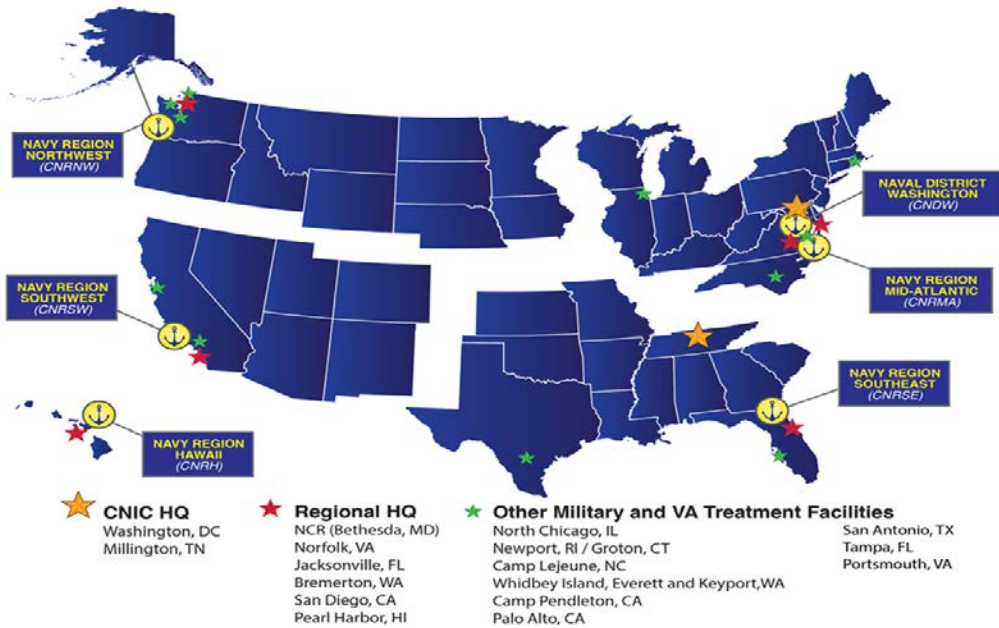 NAVY REGION
NORTHWEST
(CNRNW)
NAVAL DISTRICT
WASHINGTON
(CNDW)
NAVY REGION
SOUTHWEST
(CNRSW)
NAVY REGION
MID-ATLANTIC
(CNRMA)
NAVY REGION
SOUTHEAST
(CNRSE)
NAVY REGION
HAWAII
(CNRH)
CNIC HQ
Washington, DC
Millington, TN
Regional HQ
NCR (Bethesda, MD)
Norfolk, VA
Jacksonville, FL
Bremerton, WA
San Diego, CA
Pearl Harbor, HI
Other Military and VA Treatment Facilities
North Chicago, IL
Newport, RI / Groton, CT
Camp Lejeune, NC
Whidbey Island, Everett and Keyport,WA
Camp Pendleton, CA
Palo Alto, CA
San Antonio, TX
Tampa, FL
Portsmouth, VA